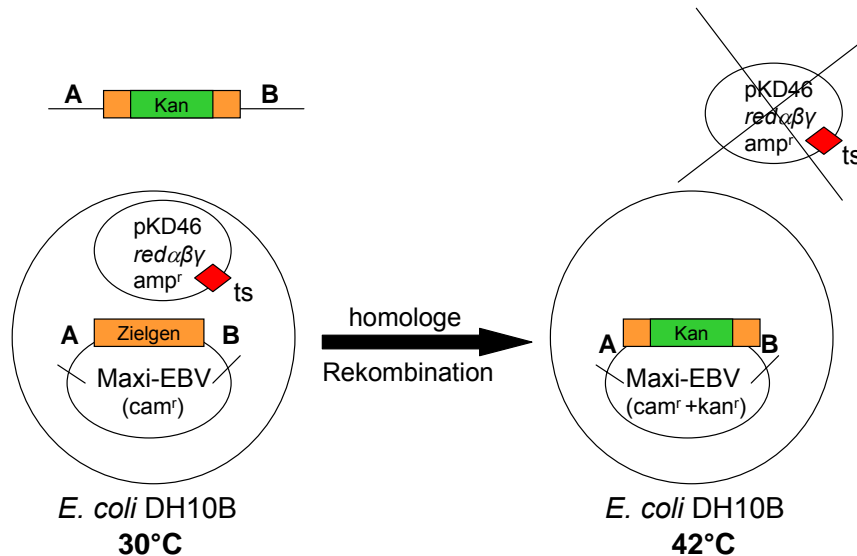 A B
Kan
pKD46
redαβγ
ampʳ
ts
pKD46
redαβγ
ampʳ
ts
A Zielgen B
Maxi-EBV
(camʳ)
homologe
Rekombination
Kan
A B
Maxi-EBV
(camʳ +kanʳ)
E. coli DH10B
30°C
E. coli DH10B
42°C